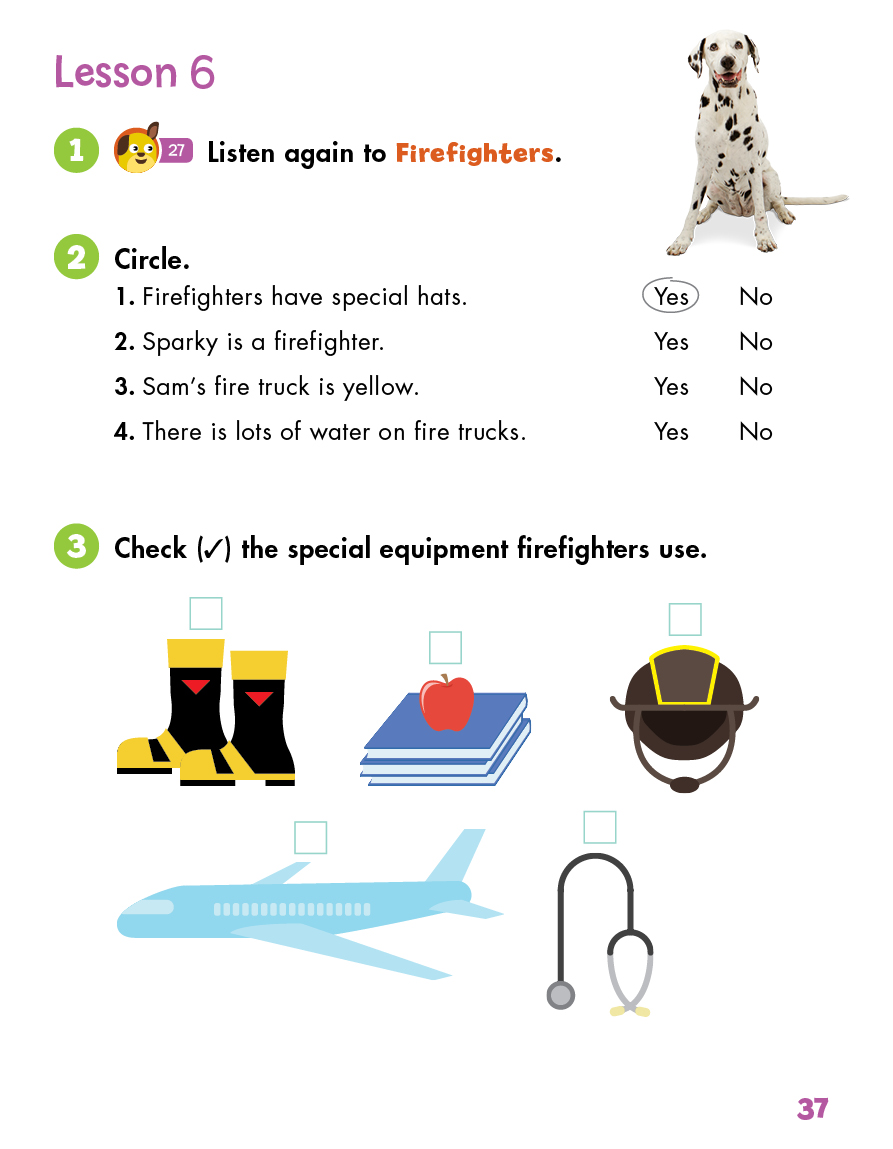 Lesson 6
1 27 Listen again to Firefighters.
2 Circle.
1. Firefighters have special hats. Yes No
2. Sparky is a firefighter. Yes No
3. Sam's fire truck is yellow. Yes No
4. There is lots of water on fire trucks. Yes No
3 Check (✓) the special equipment firefighters use.
37